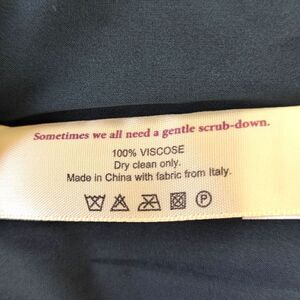 Sometimes we all need a gentle scrub-down.
100% VISCOSE
Dry clean only.
Made in China with fabric from Italy.
P